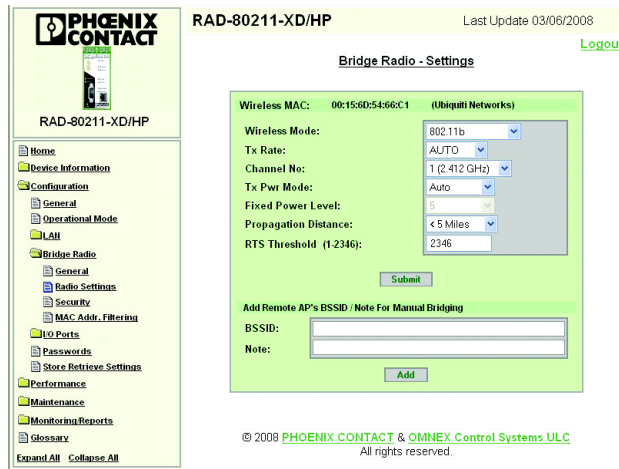 PHŒNIX
CONTACT
RAD-80211-XD/HP
Home
Device Information
Configuration
General
Operational Mode
LAN
Bridge Radio
General
Radio Settings
Security
MAC Addr. Filtering
I/O Ports
Passwords
Store Retrieve Settings
Performance
Maintenance
Monitoring/Reports
Glossary
Expand All Collapse All
RAD-80211-XD/HP Last Update 03/06/2008
Logou
Bridge Radio - Settings
Wireless MAC: 00:15:6D:54:66:C1 (Ubiquiti Networks)
Wireless Mode: 802.11b
Tx Rate: AUTO
Channel No: 1 (2.412 GHz)
Tx Pwr Mode: Auto
Fixed Power Level: 5
Propagation Distance: < 5 Miles
RTS Threshold (1-2346): 2346
Submit
Add Remote AP's BSSID / Note For Manual Bridging
BSSID:
Note:
Add
© 2008 PHOENIX CONTACT & OMNEX Control Systems ULC
All rights reserved.